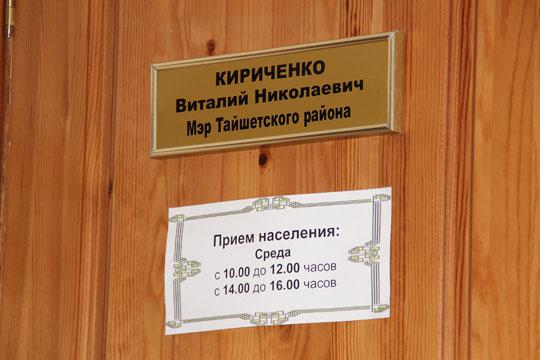 КИРИЧЕНКО
Виталий Николаевич
Мэр Тайшетского района
Прием населения:
Среда
с 10.00 до 12.00 часов
с 14.00 до 16.00 часов